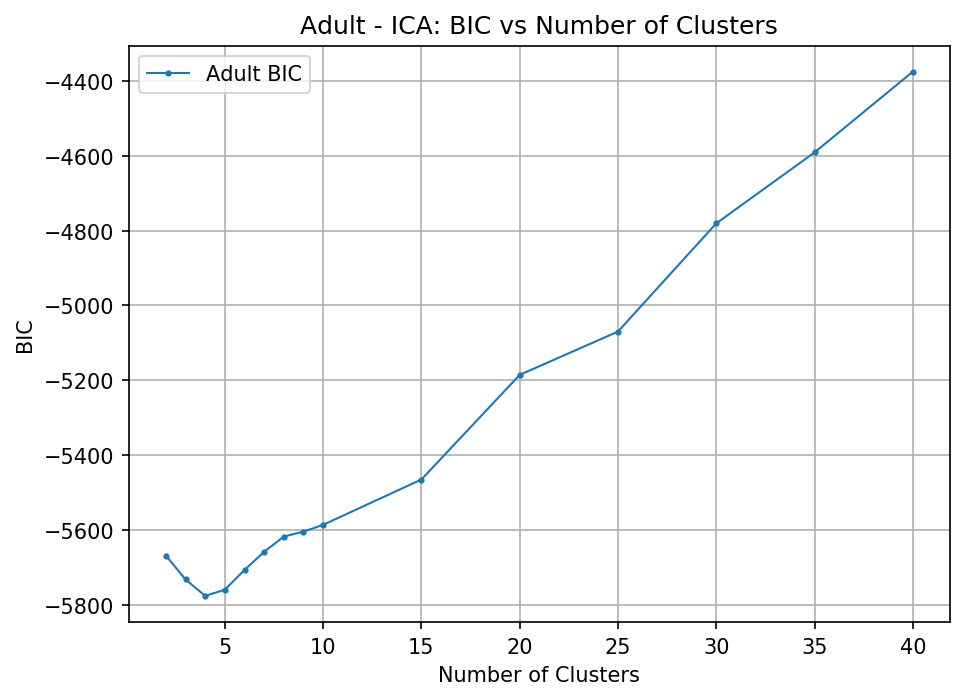 Adult - ICA: BIC vs Number of Clusters
Adult BIC
−4400
−4600
−4800
−5000
−5200
−5400
−5600
−5800
BIC
5 10 15 20 25 30 35 40
Number of Clusters